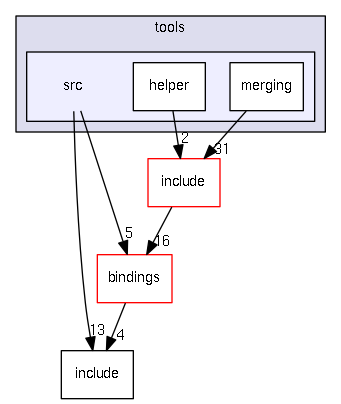 tools
src
helper
merging
2
31
include
5
16
bindings
13
4
include